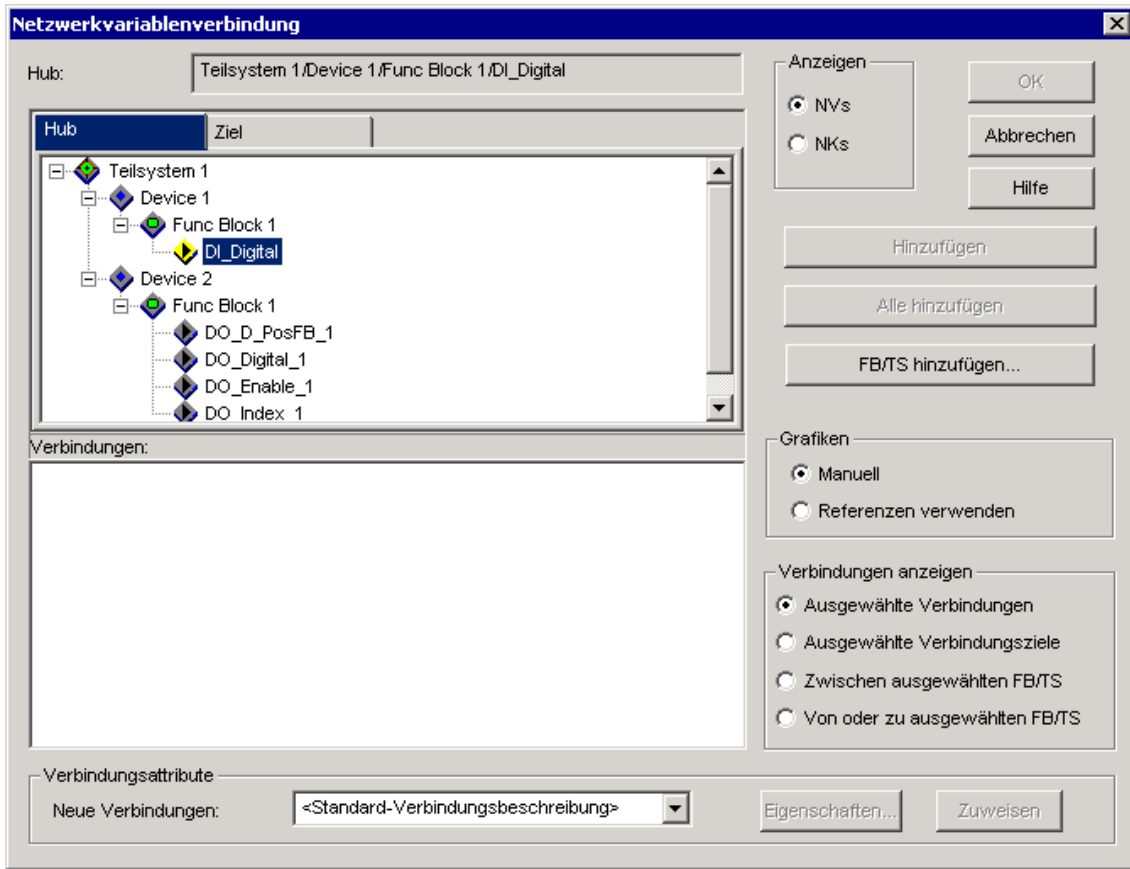 Netzwerkvariablenverbindung
Hub:
Teilsystem 1/Device 1/Func Block 1/DI_Digital
Hub
Ziel
Teilsystem 1
Device 1
Func Block 1
DI_Digital
Device 2
Func Block 1
DO_D_PosFB_1
DO_Digital_1
DO_Enable_1
DO_Index_1
Verbindungen:
Anzeigen
NVs
NKs
OK
Abbrechen
Hilfe
Hinzufügen
Alle hinzufügen
FB/TS hinzufügen...
Grafiken
Manuell
Referenzen verwenden
Verbindungen anzeigen
Ausgewählte Verbindungen
Ausgewählte Verbindungsziele
Zwischen ausgewählten FB/TS
Von oder zu ausgewählten FB/TS
Verbindungsattribute
Neue Verbindungen:
<Standard-Verbindungsbeschreibung>
Eigenschaften...
Zuweisen